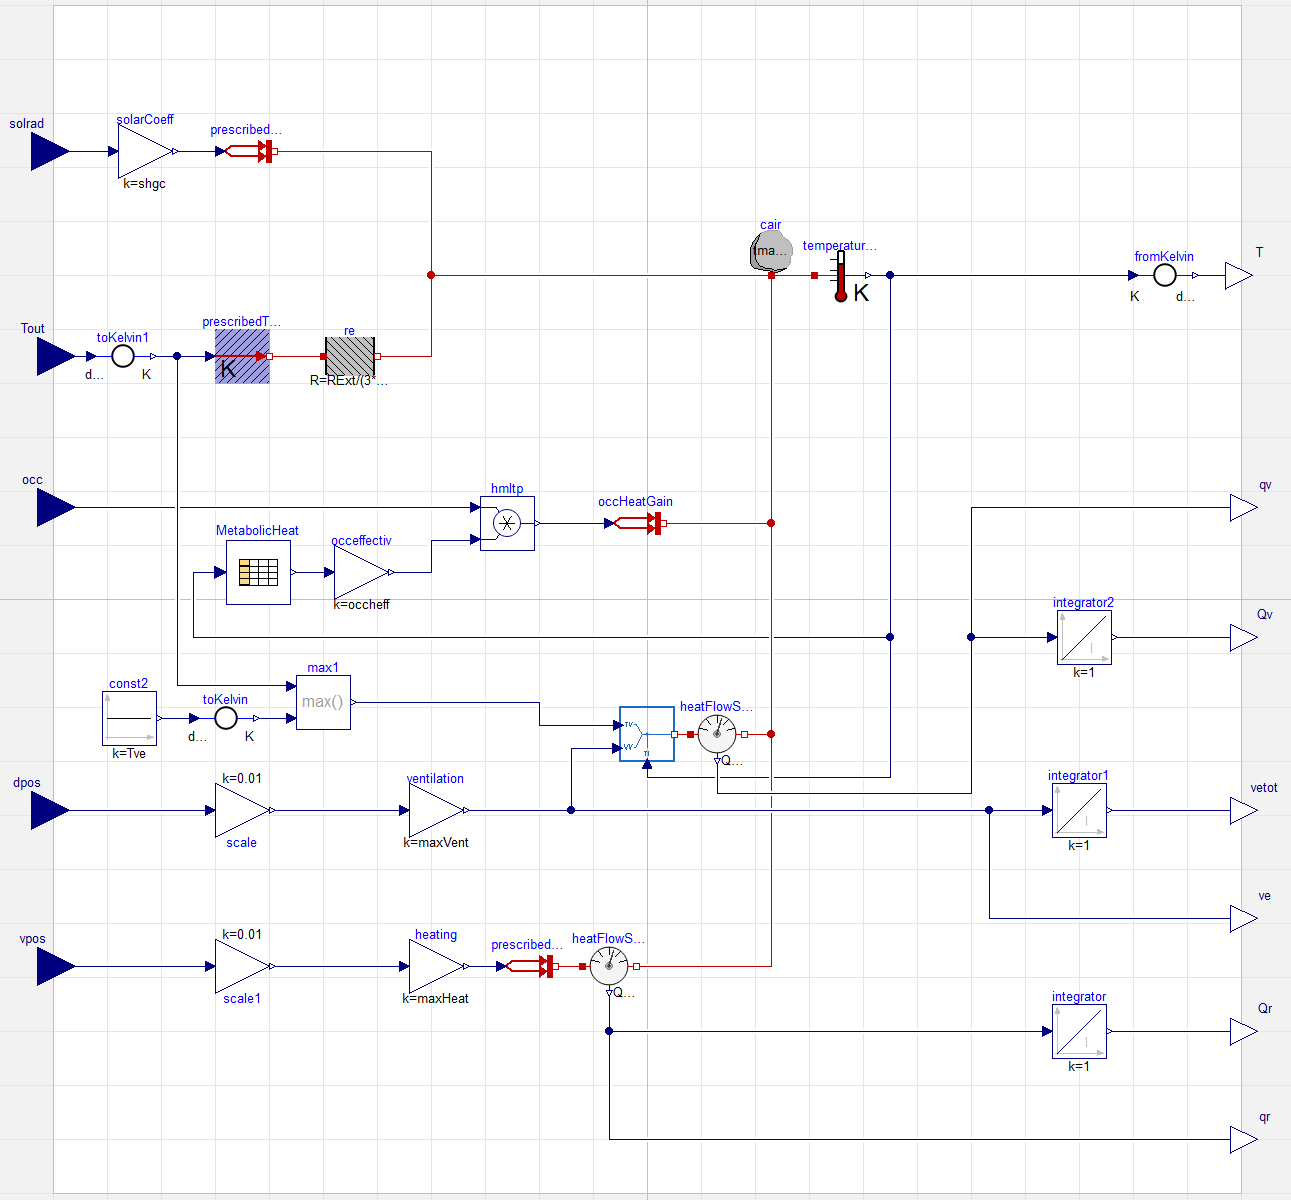 solrad
solarCoeff
k=shgc
prescribed...
cair
tma...
temperatur...
K
fromKelvin
K
d...
T
Tout
toKelvin1
d...
K
prescribedT...
K
re
R=RExt/(3*...
occ
hmltp
occHeatGain
qv
MetabolicHeat
occeffectiv
k=occheff
integrator2
I
k=1
Qv
max1
max()
const2
k=Tve
toKelvin
d...
K
TV
VV
TI
heatFlowS...
Q...
dpos
k=0.01
scale
ventilation
k=maxVent
integrator1
I
k=1
vetot
ve
vpos
k=0.01
scale1
heating
k=maxHeat
prescribed...
heatFlowS...
Q...
integrator
I
k=1
Qr
qr